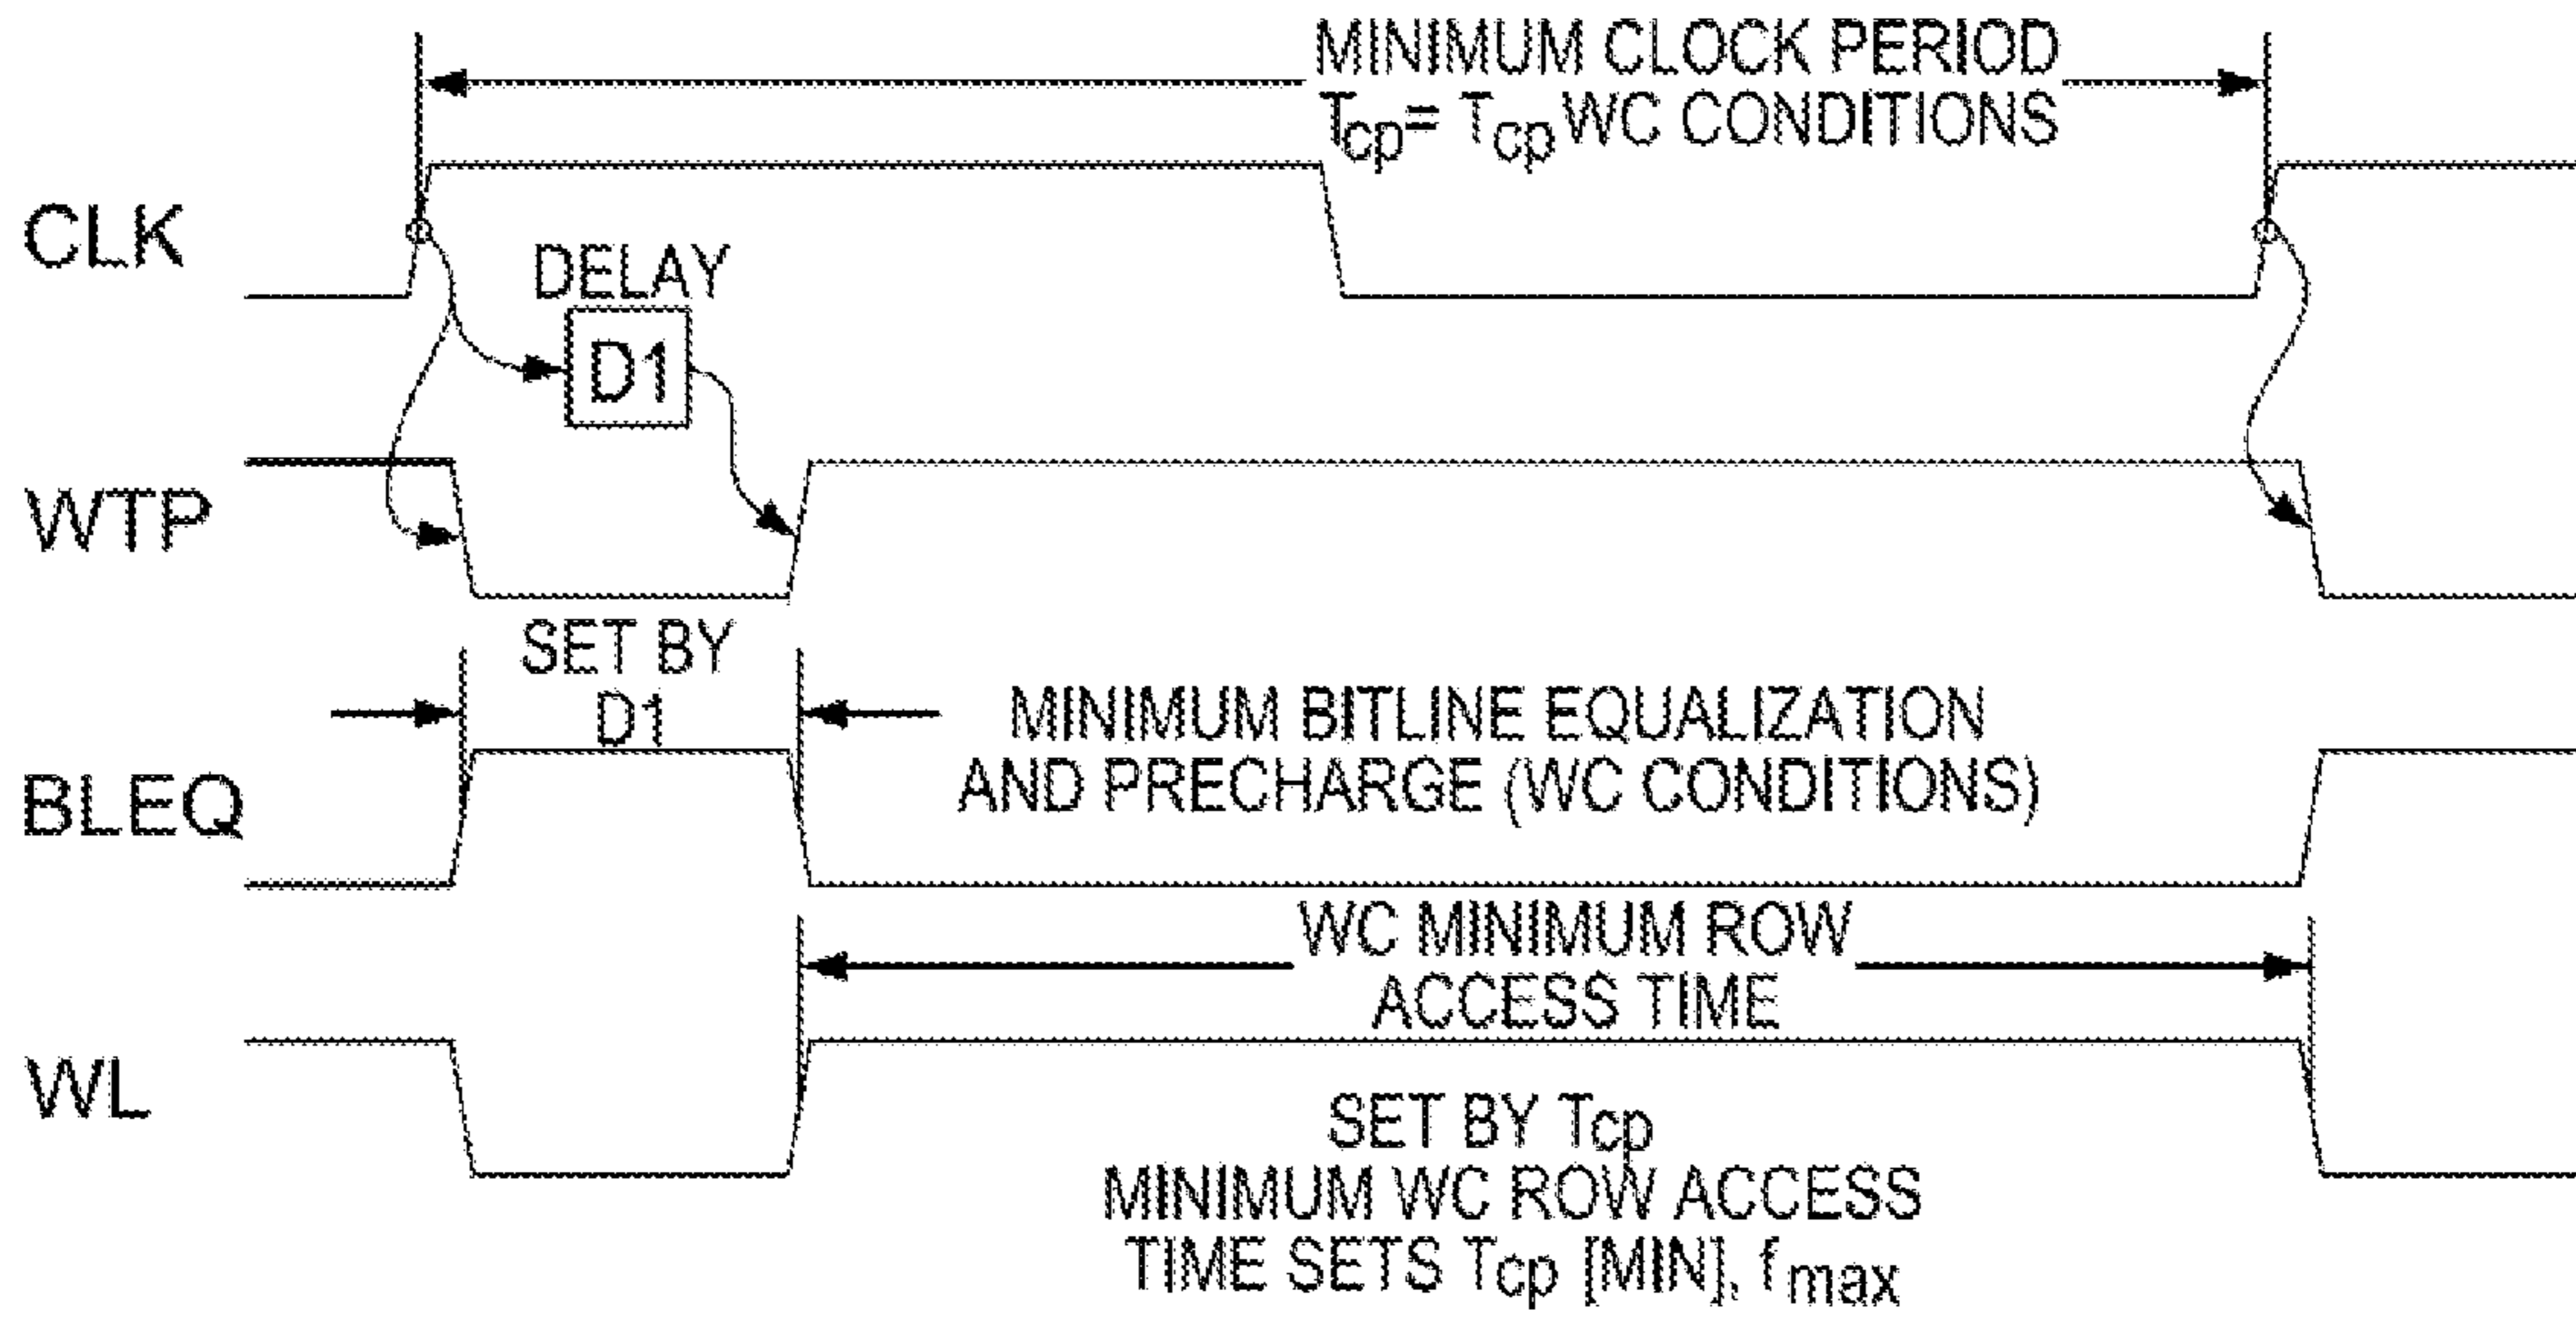 MINIMUM CLOCK PERIOD
Tcp= Tcp WC CONDITIONS
CLK
DELAY
D1
WTP
SET BY
D1
MINIMUM BITLINE EQUALIZATION
AND PRECHARGE (WC CONDITIONS)
BLEQ
WC MINIMUM ROW
ACCESS TIME
WL
SET BY Tcp
MINIMUM WC ROW ACCESS
TIME SETS Tcp [MIN], fmax